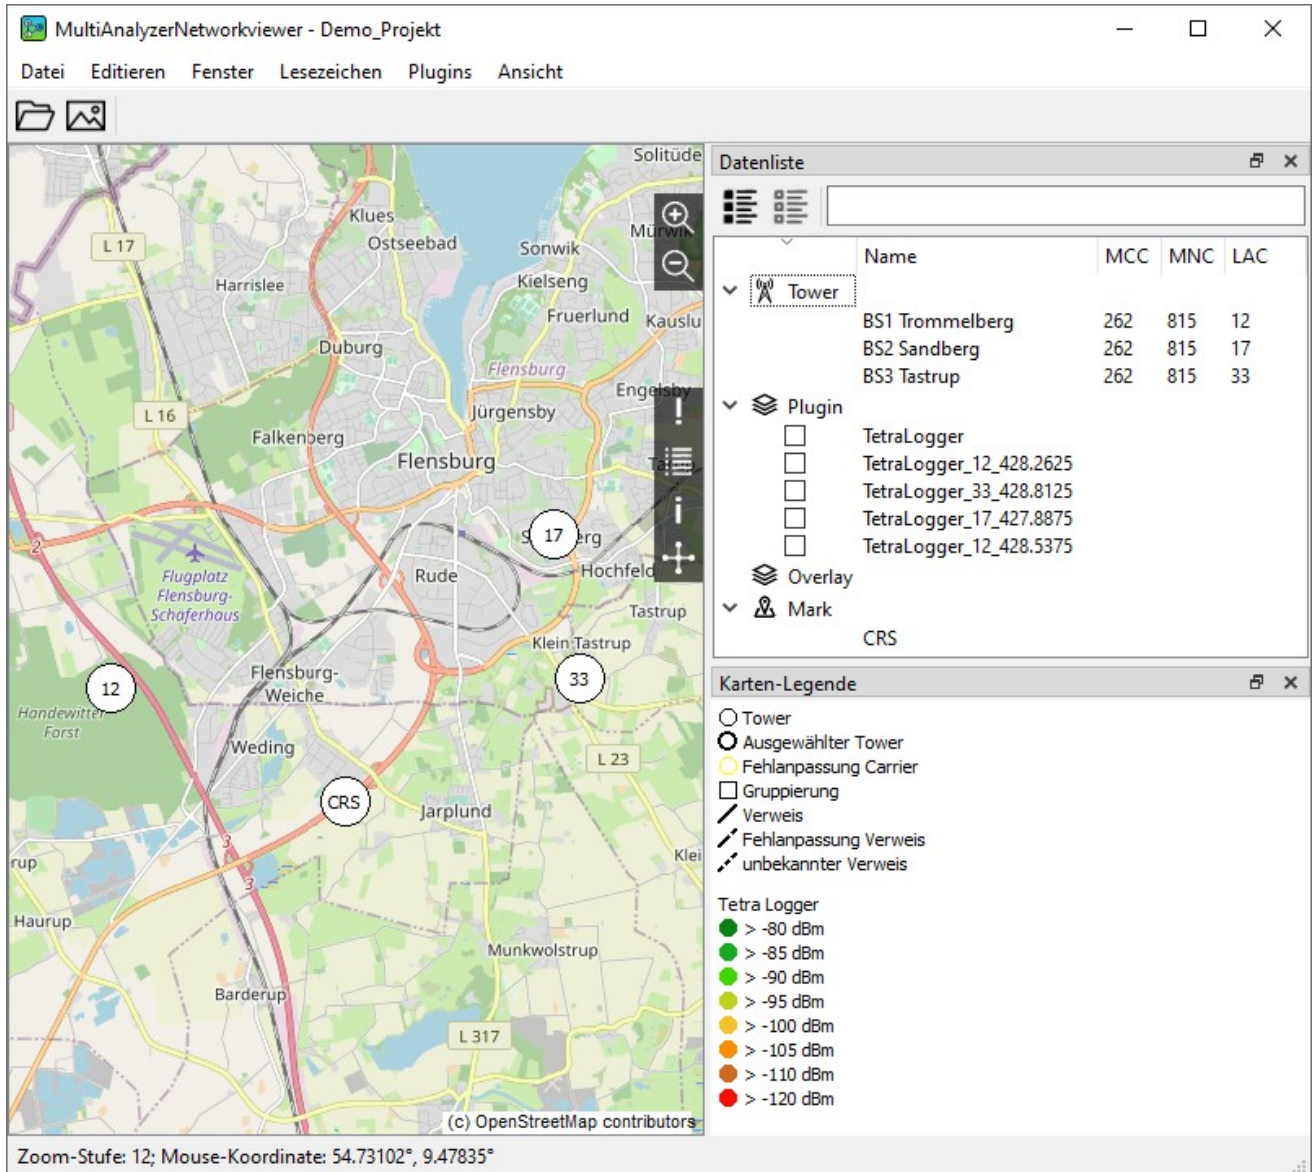 MultiAnalyzerNetworkviewer - Demo_Projekt
Datei Editieren Fenster Lesezeichen Plugins Ansicht
Solitüde
Klues
Ostseebad
L 17
Sonwik
Harrislee
Kielseng
Fruerlund
Kauslu
Duburg
Flensburg
L 16
Jürgensby
Falkenberg
Flensburg
17
2
Flugplatz
Flensburg-
Schäferhaus
Rude
Hochfeld
Tastrup
Klein Tastrup
33
12
Flensburg-
Weiche
Handewitter
Forst
Weding
L 23
CRS
Jarplund
3
Klei
rup
3
Haurup
Munkwolstrup
Barderup
L 317
(c) OpenStreetMap contributors
Datenliste
Name MCC MNC LAC
Tower
BS1 Trommelberg 262 815 12
BS2 Sandberg 262 815 17
BS3 Tastrup 262 815 33
Plugin
TetraLogger
TetraLogger_12_428.2625
TetraLogger_33_428.8125
TetraLogger_17_427.8875
TetraLogger_12_428.5375
Overlay
Mark
CRS
Karten-Legende
Tower
Ausgewählter Tower
Fehlanpassung Carrier
Gruppierung
Verweis
Fehlanpassung Verweis
unbekannter Verweis
Tetra Logger
> -80 dBm
> -85 dBm
> -90 dBm
> -95 dBm
> -100 dBm
> -105 dBm
> -110 dBm
> -120 dBm
Zoom-Stufe: 12; Mouse-Koordinate: 54.73102°, 9.47835°